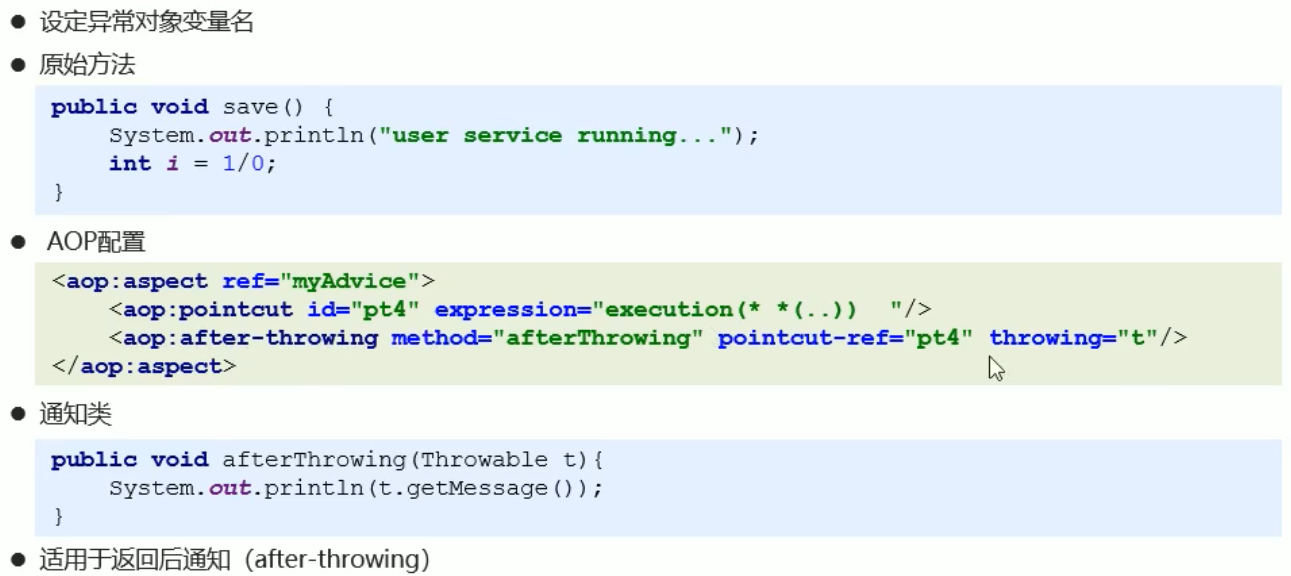 ● 设定异常对象变量名
● 原始方法
public void save() {
    System.out.println("user service running...");
    int i = 1/0;
}
● AOP配置
<aop:aspect ref="myAdvice">
    <aop:pointcut id="pt4" expression="execution(* *(..))  "/>
    <aop:after-throwing method="afterThrowing" pointcut-ref="pt4" throwing="t"/>
</aop:aspect>
● 通知类
public void afterThrowing(Throwable t){
    System.out.println(t.getMessage());
}
● 适用于返回后通知（after-throwing）